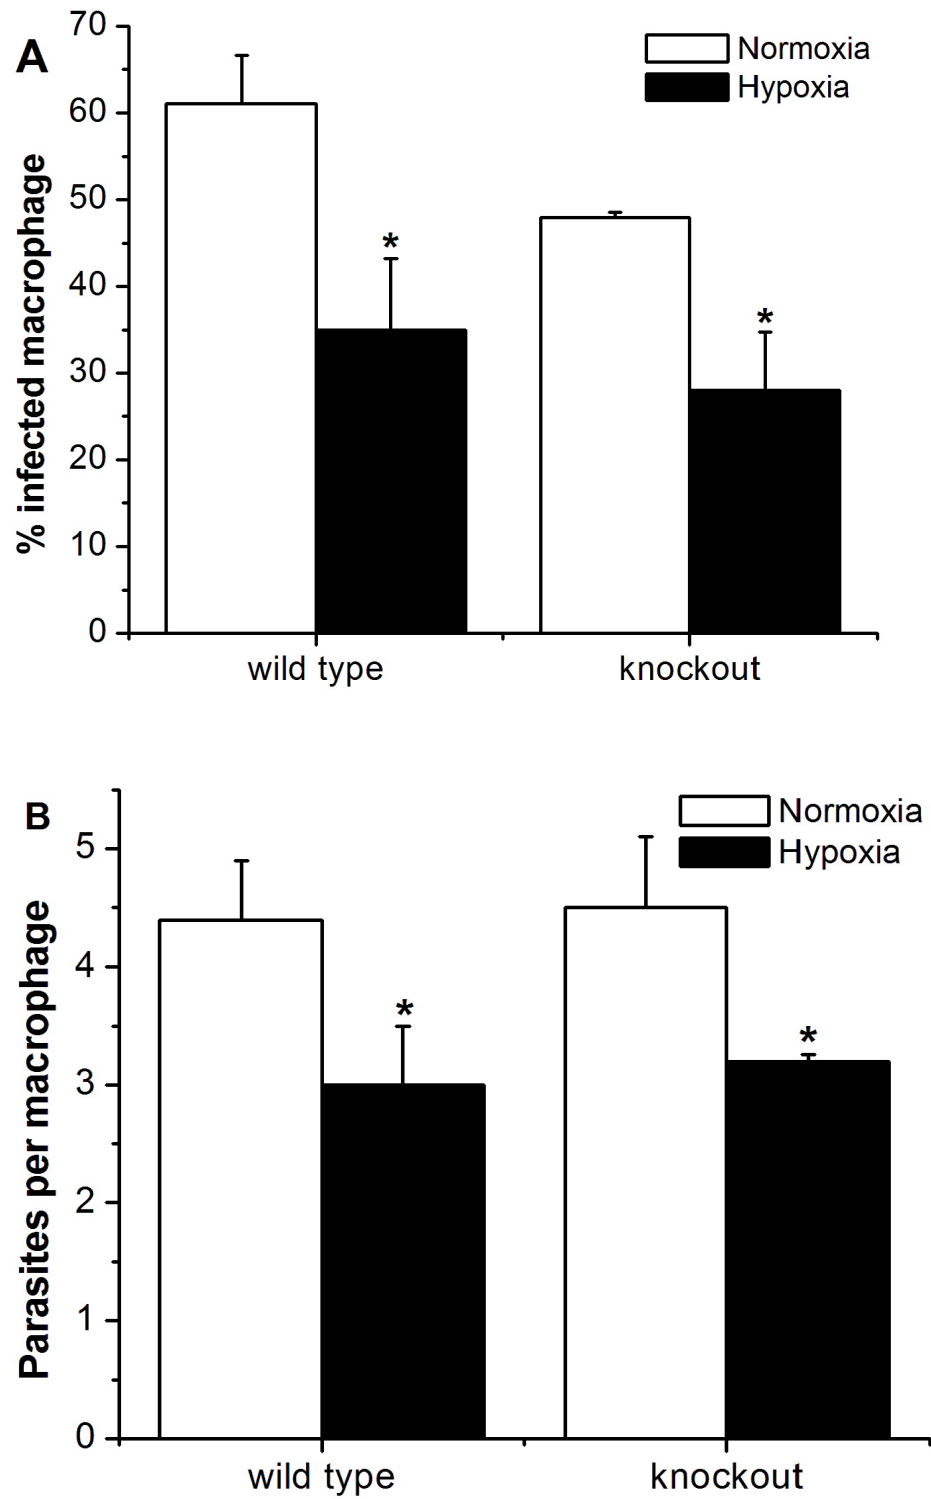 A
Normoxia
Hypoxia
% infected macrophage
70
60
50
40
30
20
10
0
*
*
wild type
knockout
B
Normoxia
Hypoxia
Parasites per macrophage
5
4
3
2
1
0
*
*
wild type
knockout